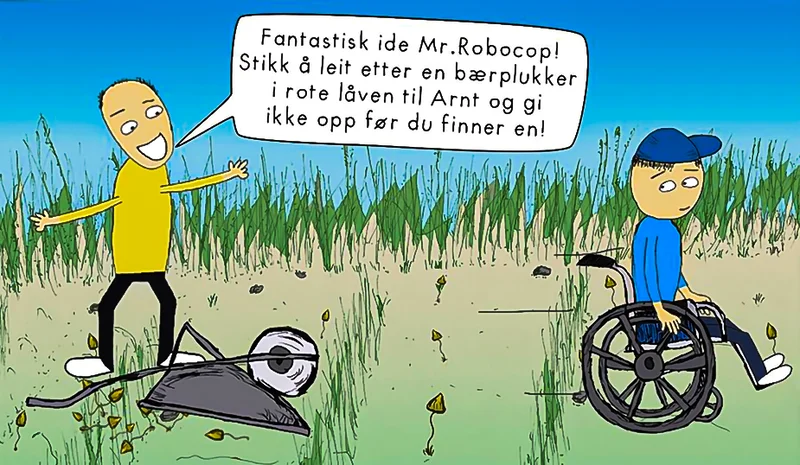 Fantastisk ide Mr.Robocop!
Stikk å leit etter en bærplukker
i rote låven til Arnt og gi
ikke opp før du finner en!